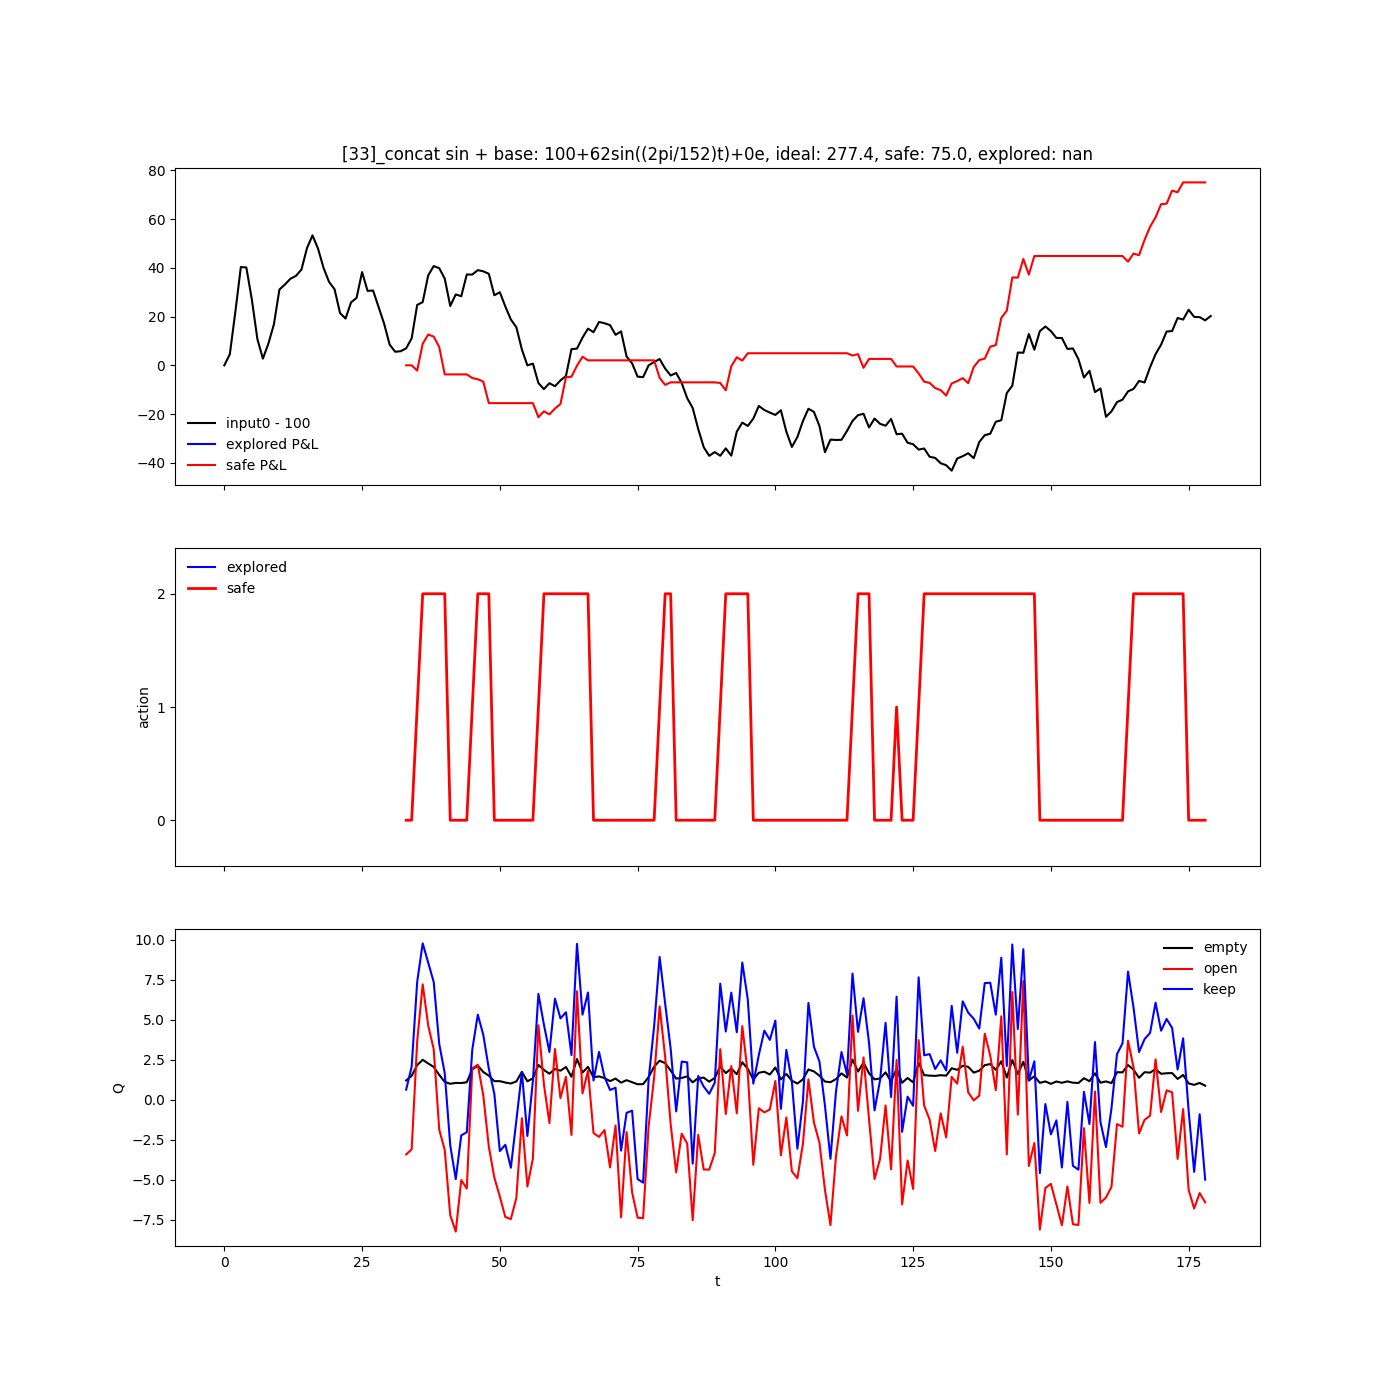 [33]_concat sin + base: 100+62sin((2pi/152)t)+0e, ideal: 277.4, safe: 75.0, explored: nan
80
60
40
20
0
−20
−40
input0 - 100
explored P&L
safe P&L
explored
safe
2
1
0
action
10.0
7.5
5.0
2.5
0.0
−2.5
−5.0
−7.5
Q
empty
open
keep
0 25 50 75 100 125 150 175
t